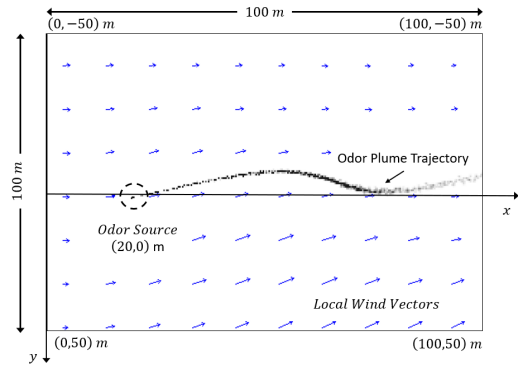 100 m
(0, −50) m
(100, −50) m
100 m
Odor Plume Trajectory
x
Odor Source
(20,0) m
Local Wind Vectors
(0,50) m
(100,50) m
y